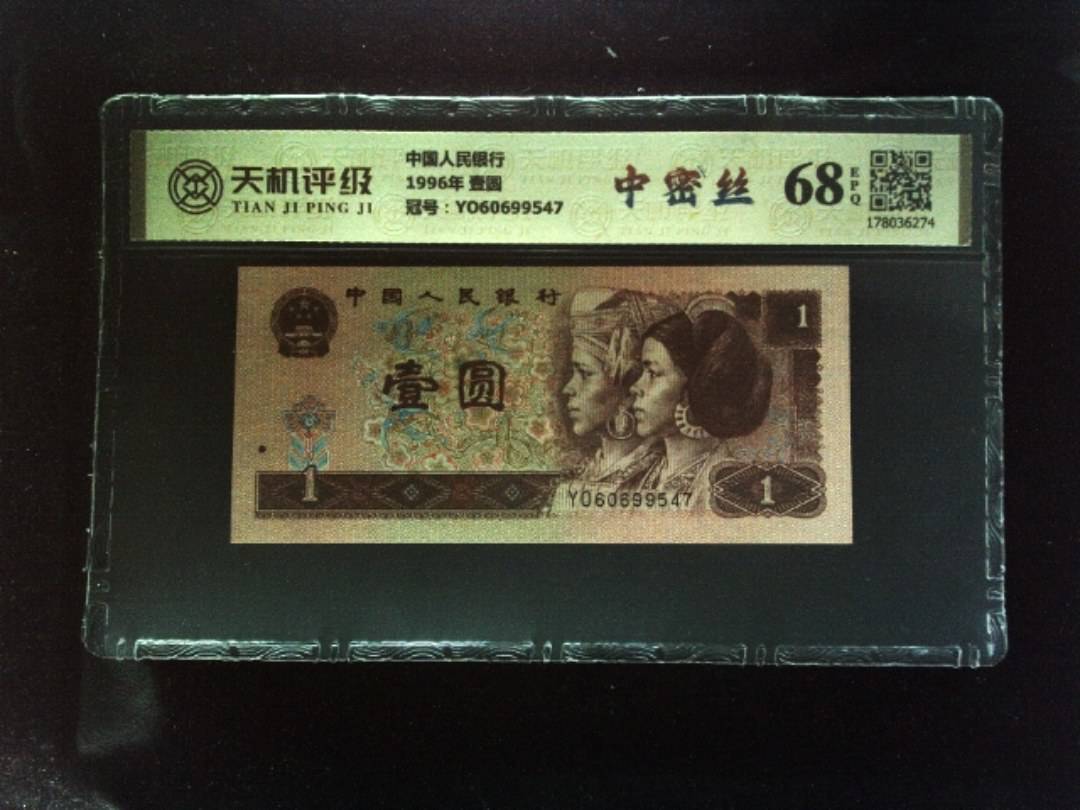 天机评级
TIAN JI PING JI
中国人民银行
1996年 壹圆
冠号：YO60699547
中密丝
68
EPQ
178036274
中国人民银行
1
壹圆
1
YO60699547
1